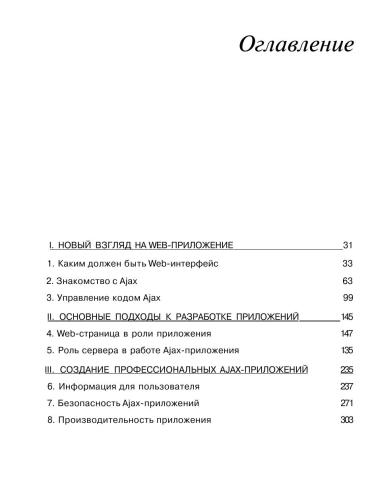 Оглавление
I. НОВЫЙ ВЗГЛЯД НА WEB-ПРИЛОЖЕНИЕ 31
1. Каким должен быть Web-интерфейс 33
2. Знакомство с Ajax 63
3. Управление кодом Ajax 99
II. ОСНОВНЫЕ ПОДХОДЫ К РАЗРАБОТКЕ ПРИЛОЖЕНИЙ 145
4. Web-страница в роли приложения 147
5. Роль сервера в работе Ajax-приложения 135
III. СОЗДАНИЕ ПРОФЕССИОНАЛЬНЫХ AJAX-ПРИЛОЖЕНИЙ 235
6. Информация для пользователя 237
7. Безопасность Ajax-приложений 271
8. Производительность приложения 303